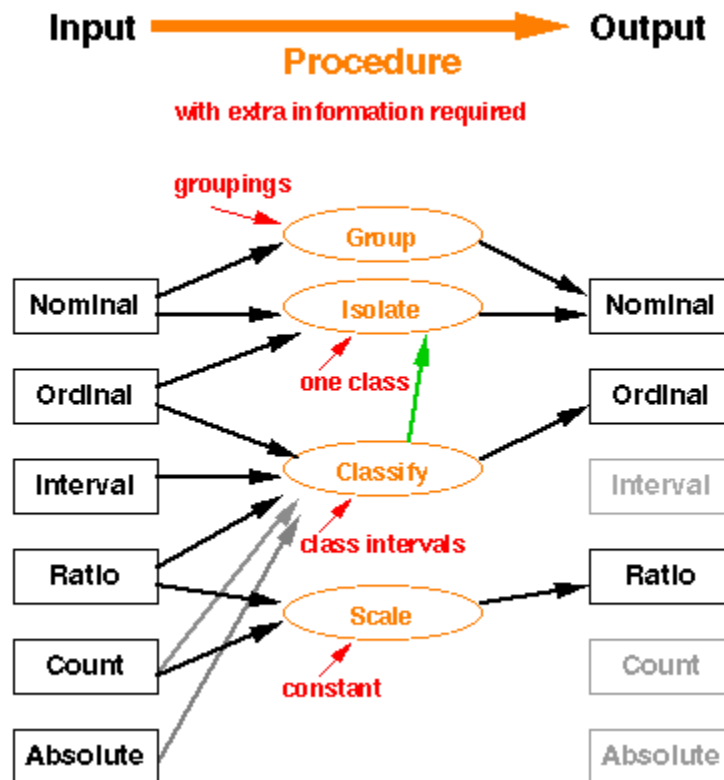 Input
Output
Procedure
with extra information required
groupings
Group
Nominal
Isolate
Nominal
one class
Ordinal
Ordinal
Interval
Classify
Interval
class intervals
Ratio
Ratio
Scale
Count
Count
constant
Absolute
Absolute